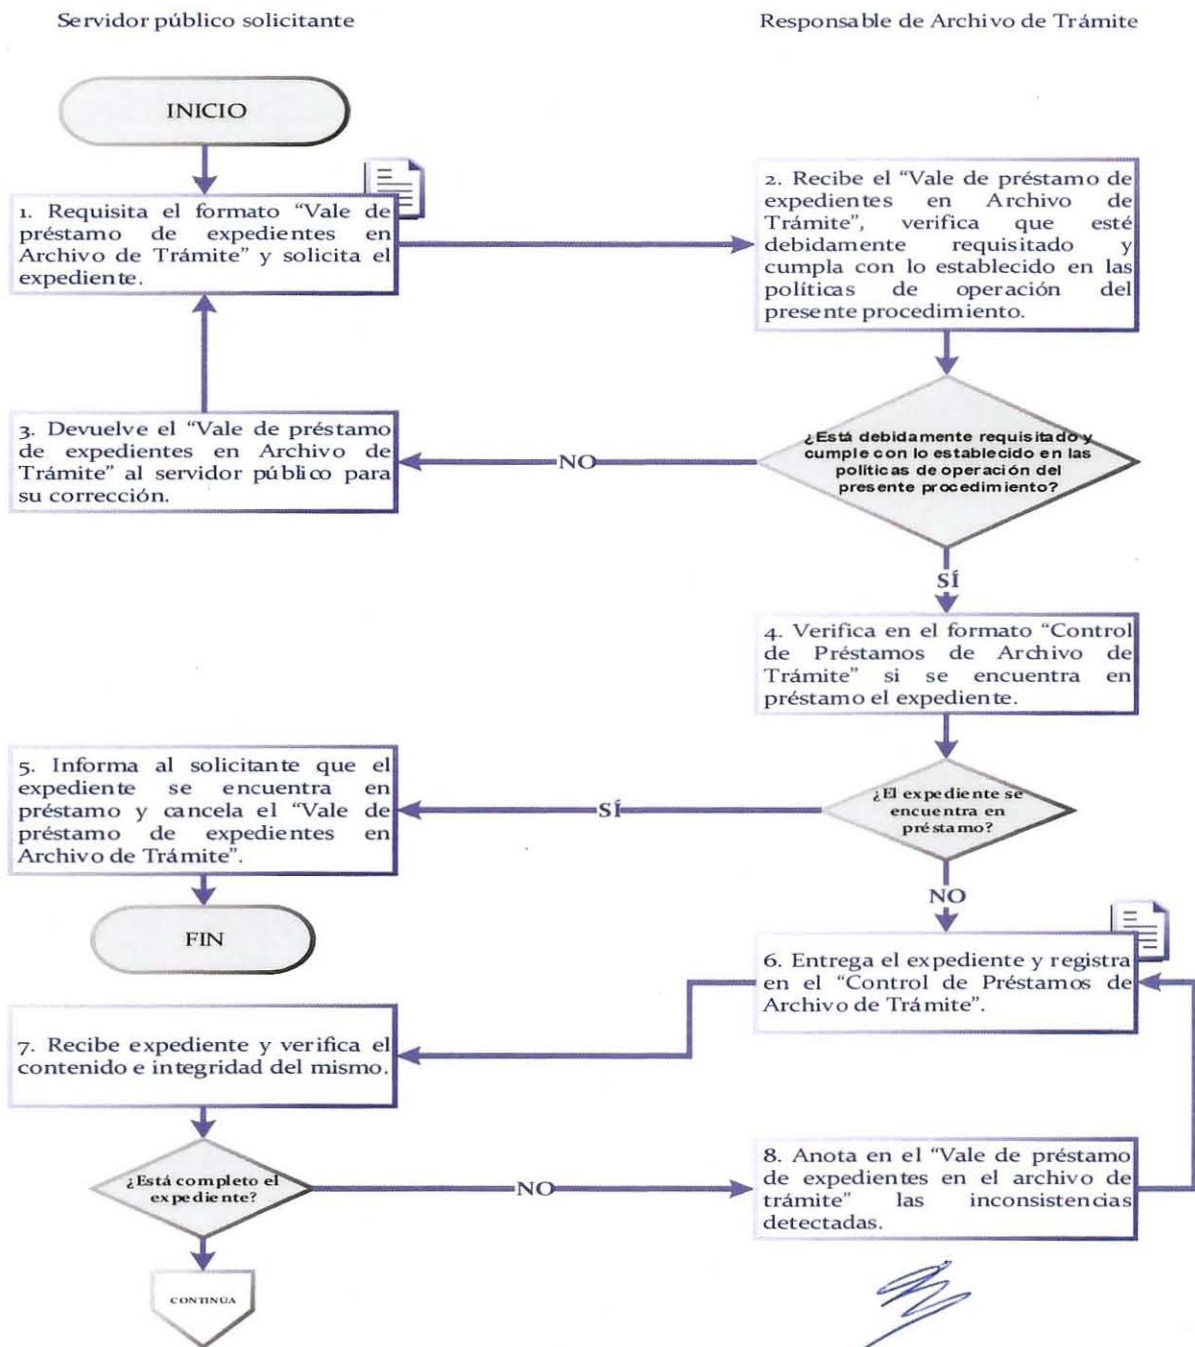 Servidor público solicitante
Responsable de Archivo de Trámite
INICIO
1. Requisita el formato “Vale de
préstamo de expedientes en
Archivo de Trámite” y solicita el
expediente.
2. Recibe el “Vale de préstamo de
expedientes en Archivo de
Trámite”, verifica que esté
debidamente requisitado y
cumpla con lo establecido en las
políticas de operación del
presente procedimiento.
¿Está debidamente requisitado y
cumple con lo establecido en las
políticas de operación del
presente procedimiento?
NO
3. Devuelve el “Vale de préstamo
de expedientes en Archivo de
Trámite” al servidor público para
su corrección.
SÍ
4. Verifica en el formato “Control
de Préstamos de Archivo de
Trámite” si se encuentra en
préstamo el expediente.
¿El expediente se
encuentra en
préstamo?
SÍ
5. Informa al solicitante que el
expediente se encuentra en
préstamo y cancela el “Vale de
préstamo de expedientes en
Archivo de Trámite”.
FIN
NO
6. Entrega el expediente y registra
en el “Control de Préstamos de
Archivo de Trámite”.
7. Recibe expediente y verifica el
contenido e integridad del mismo.
¿Está completo el
expediente?
NO
8. Anota en el “Vale de préstamo
de expedientes en el archivo de
trámite” las inconsistencias
detectadas.
CONTINÚA